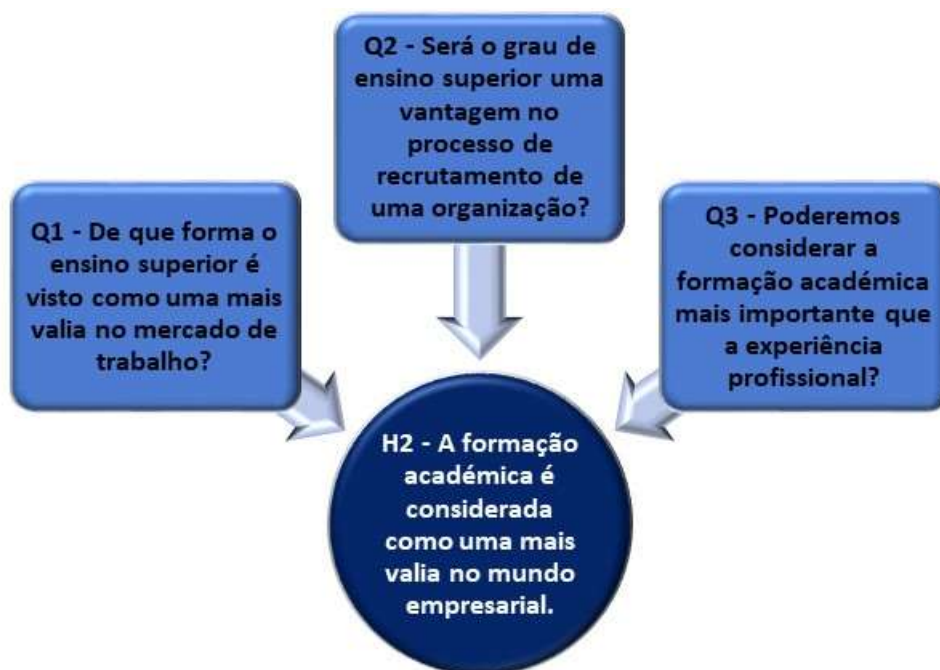 Q1 - De que forma o
ensino superior é
visto como uma mais
valia no mercado de
trabalho?
Q2 - Será o grau de
ensino superior uma
vantagem no
processo de
recrutamento de
uma organização?
Q3 - Poderemos
considerar a
formação académica
mais importante que
a experiência
profissional?
H2 - A formação
académica é
considerada
como uma mais
valia no mundo
empresarial.